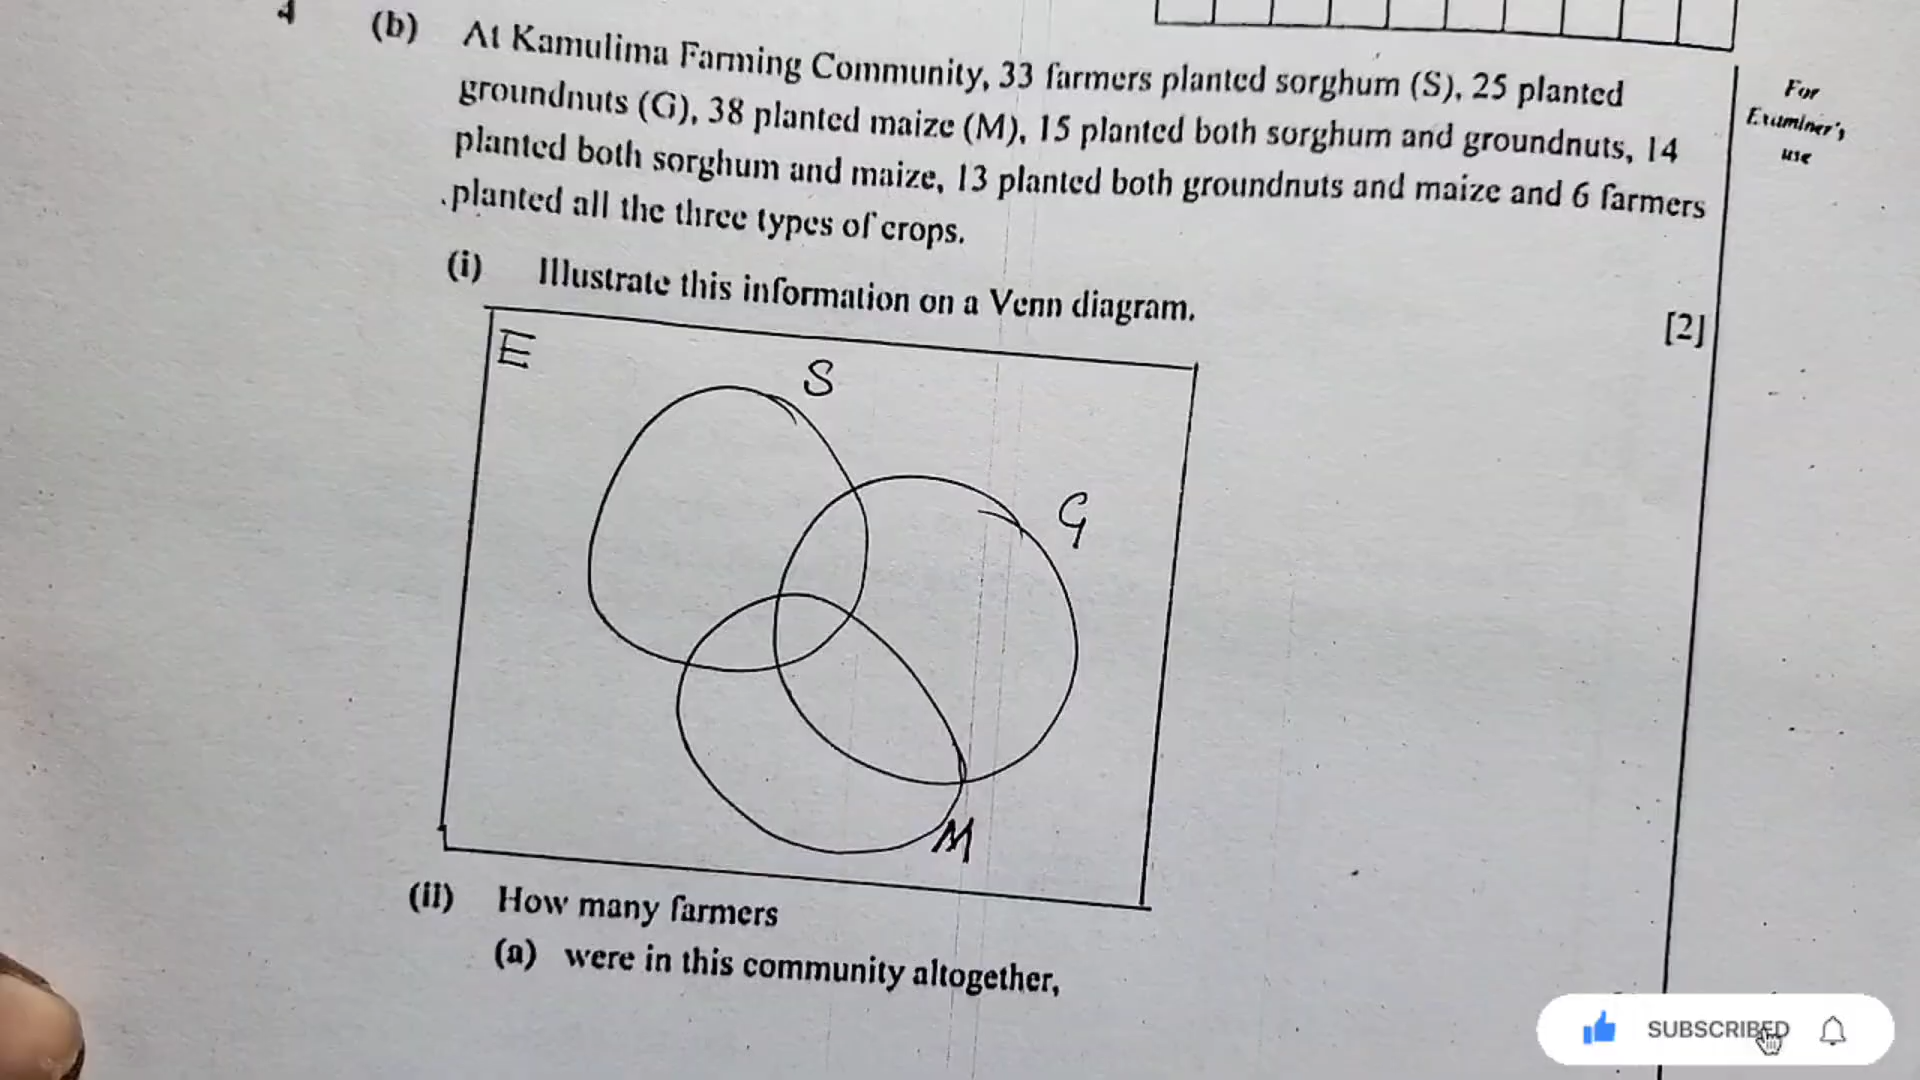 4 (b) At Kamulima Farming Community, 33 farmers planted sorghum (S), 25 planted
groundnuts (G), 38 planted maize (M), 15 planted both sorghum and groundnuts, 14
planted both sorghum and maize, 13 planted both groundnuts and maize and 6 farmers
planted all the three types of crops.
For
Examiner's
use
(i) Illustrate this information on a Venn diagram.
[2]
E
S
G
M
(ii) How many farmers
(a) were in this community altogether,
SUBSCRIBED